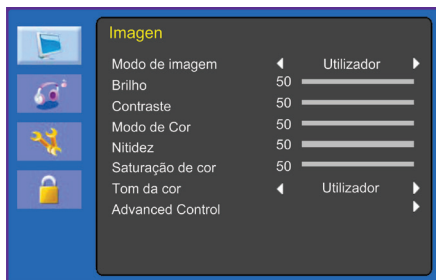 Imagen
Modo de imagem Utilizador
Brilho 50
Contraste 50
Modo de Cor 50
Nitidez 50
Saturação de cor 50
Tom da cor Utilizador
Advanced Control